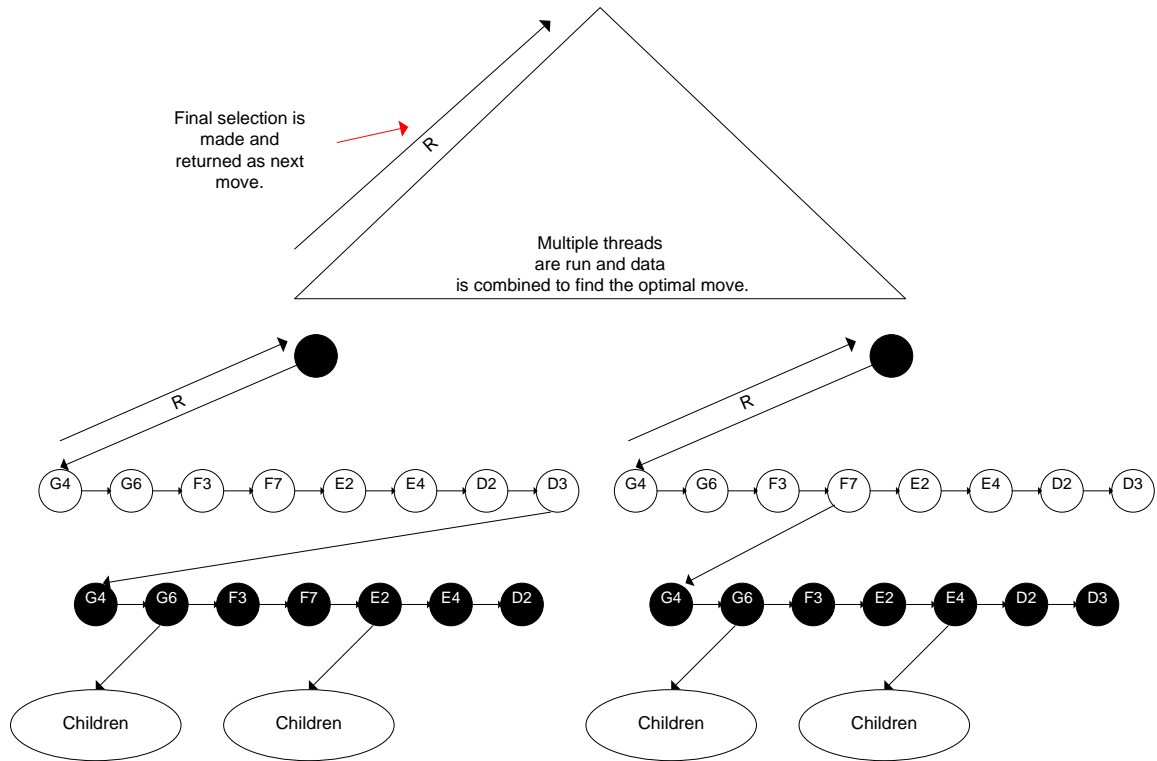 Final selection is
made and
returned as next
move.
R
Multiple threads
are run and data
is combined to find the optimal move.
R
R
G4 G6 F3 F7 E2 E4 D2 D3
G4 G6 F3 F7 E2 E4 D2 D3
G4 G6 F3 F7 E2 E4 D2
G4 G6 F3 E2 E4 D2 D3
Children
Children
Children
Children